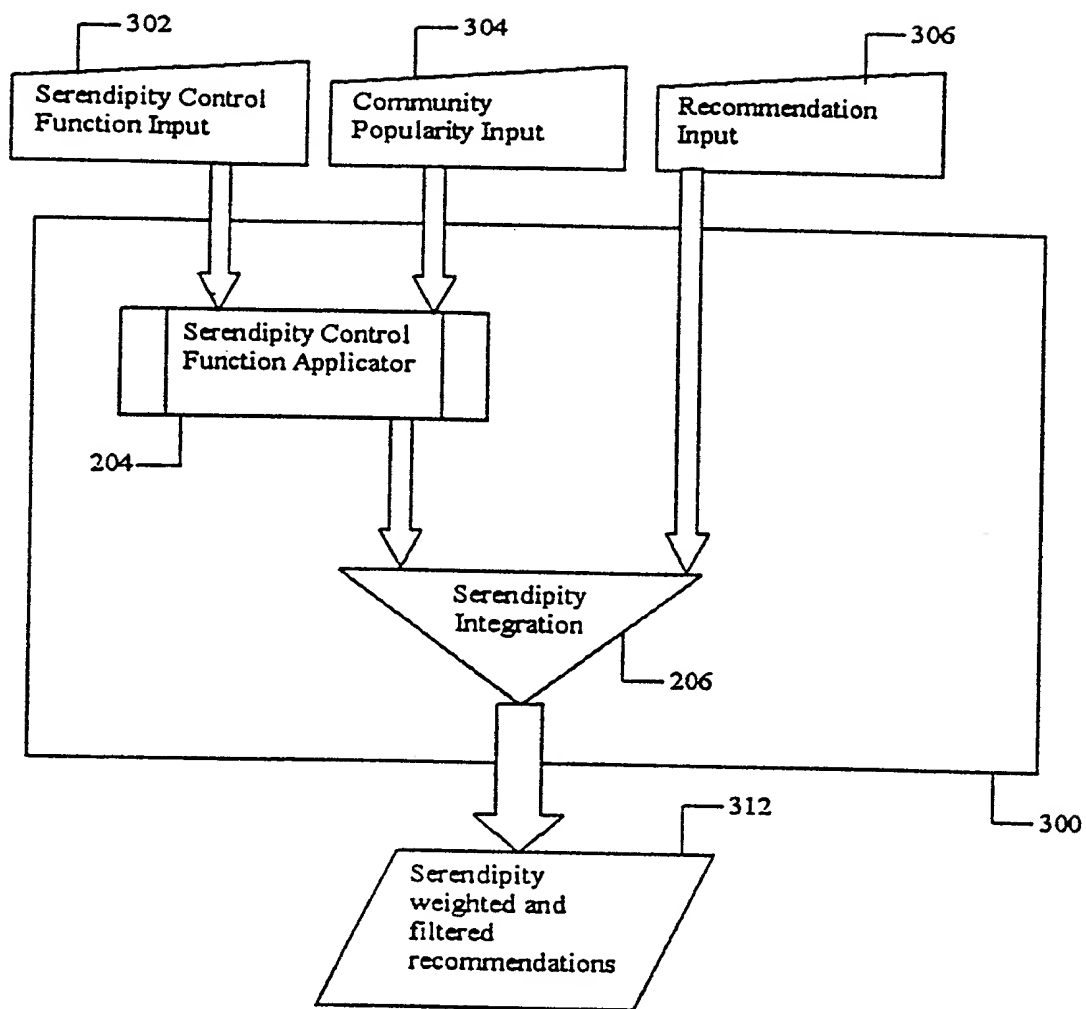 302
304
306
Serendipity Control
Function Input
Community
Popularity Input
Recommendation
Input
Serendipity Control
Function Applicator
204
Serendipity
Integration
206
300
312
Serendipity
weighted and
filtered
recommendations